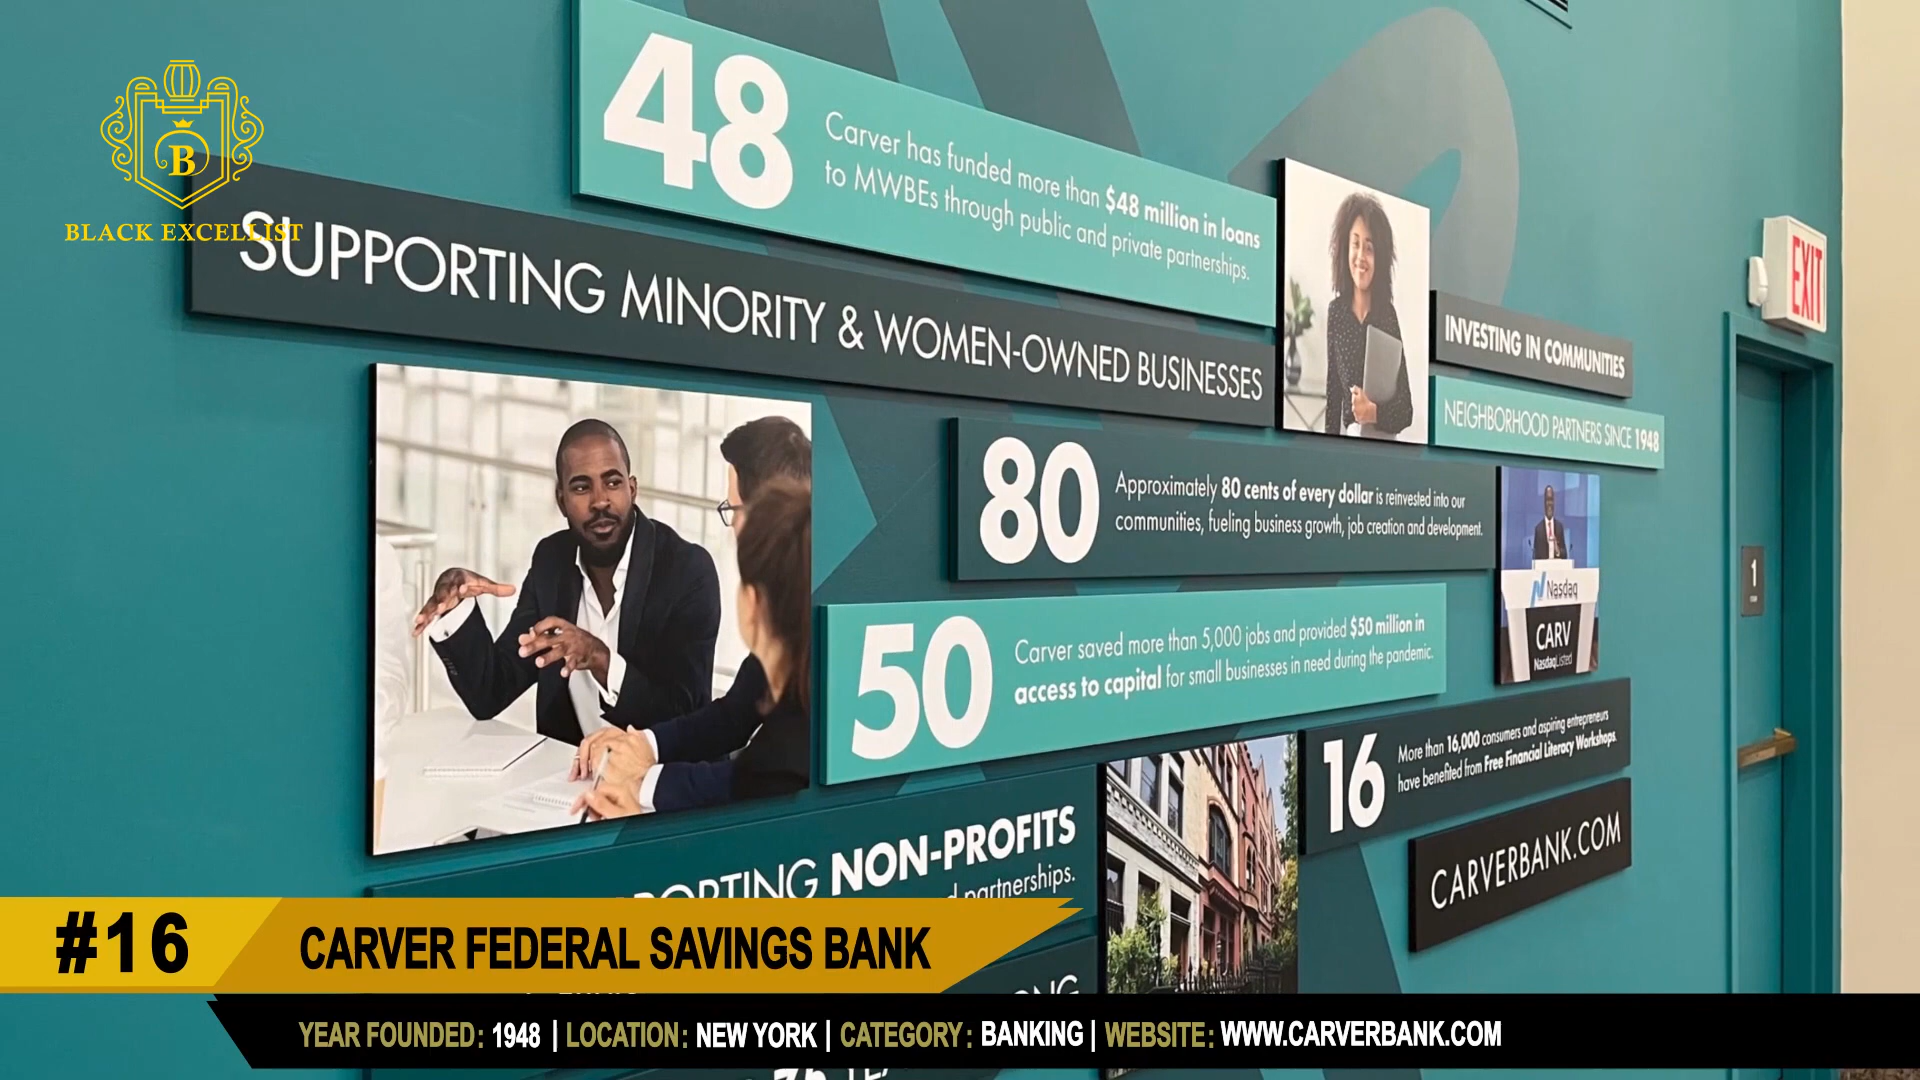 B
BLACK EXCELLIST
48
Carver has funded more than $48 million in loans
to MWBEs through public and private partnerships.
SUPPORTING MINORITY & WOMEN-OWNED BUSINESSES
INVESTING IN COMMUNITIES
NEIGHBORHOOD PARTNERS SINCE 1948
EXIT
80
Approximately 80 cents of every dollar is reinvested into our
communities, fueling business growth, job creation and development.
Nasdaq
CARV
Nasdaq Listed
1
50
Carver saved more than 5,000 jobs and provided $50 million in
access to capital for small businesses in need during the pandemic.
16
More than 16,000 consumers and aspiring entrepreneurs
have benefited from Free Financial Literacy Workshops.
CARVERBANK.COM
NON-PROFITS
partnerships.
#16
CARVER FEDERAL SAVINGS BANK
YEAR FOUNDED: 1948 | LOCATION: NEW YORK | CATEGORY: BANKING | WEBSITE: WWW.CARVERBANK.COM